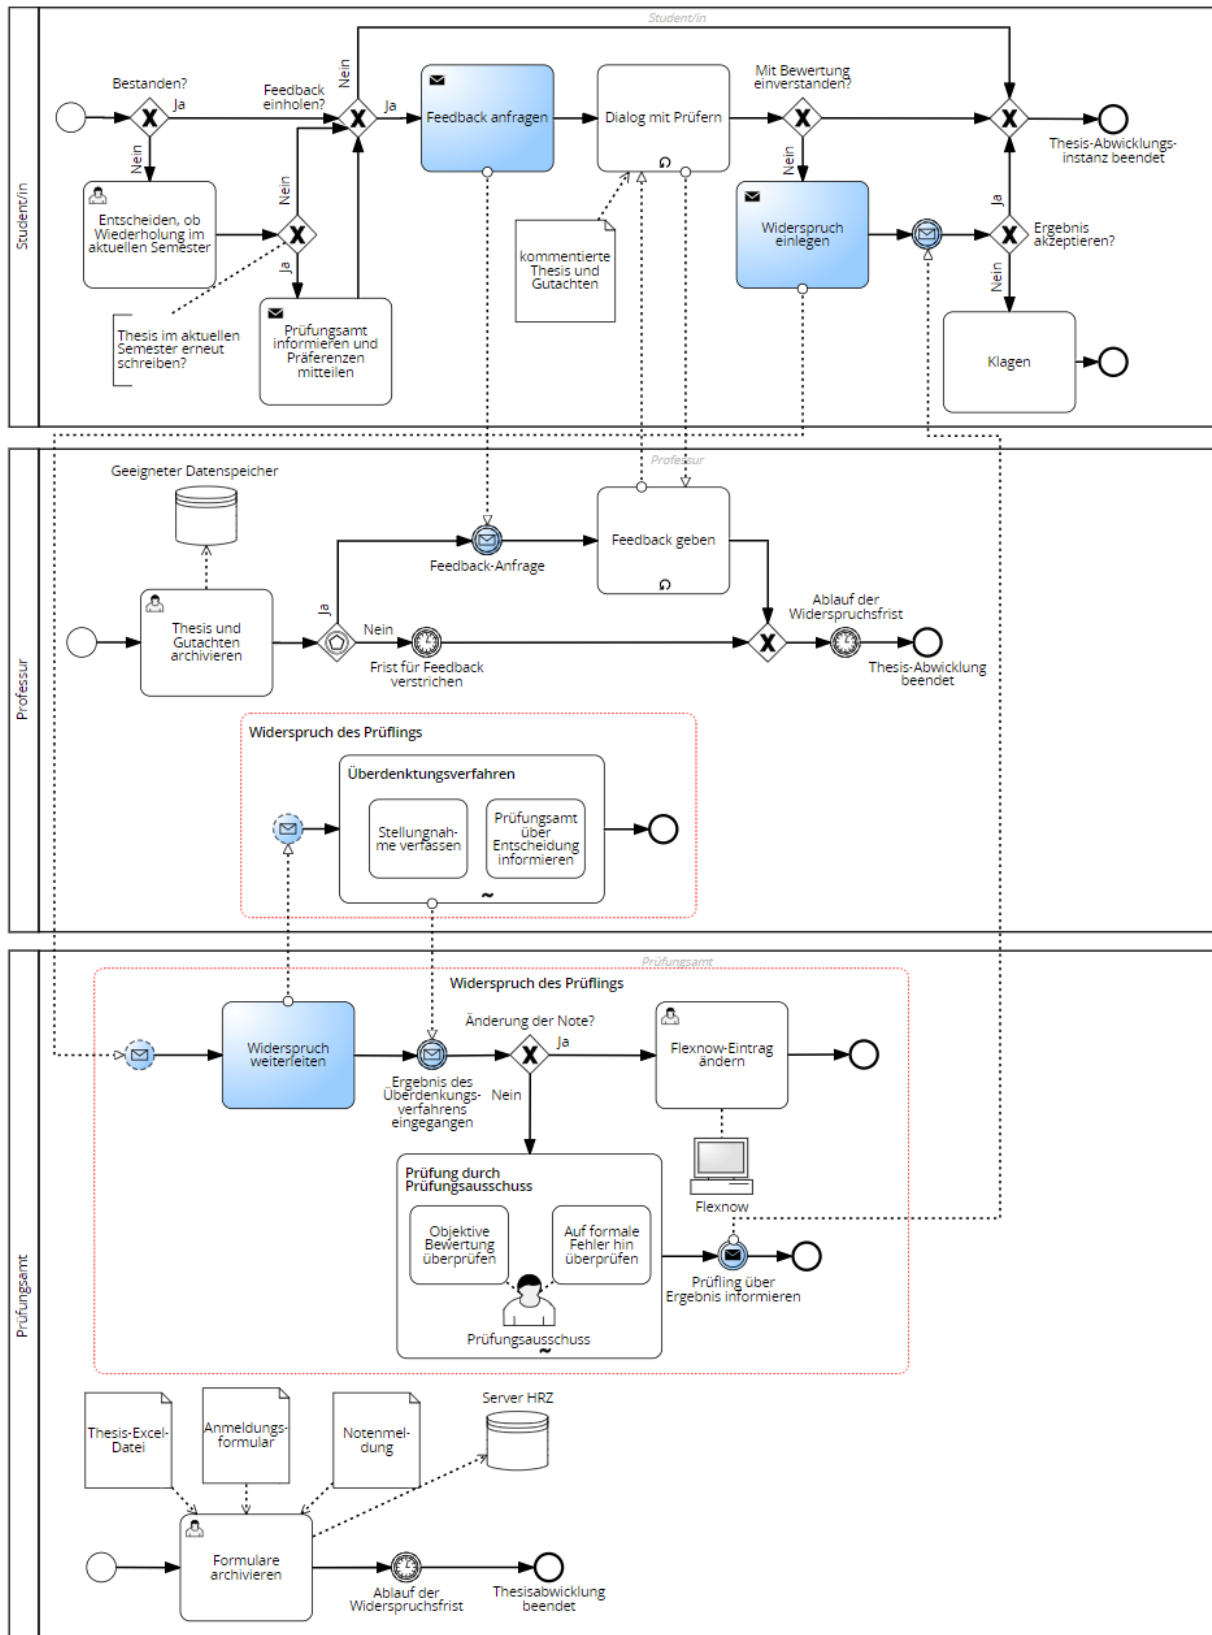 Student/in
Student/in
Bestanden?
Ja
Nein
Feedback
einholen?
Nein
Ja
Feedback anfragen
Dialog mit Prüfern
Mit Bewertung
einverstanden?
Nein
Thesis-Abwicklungs-
instanz beendet
Entscheiden, ob
Wiederholung im
aktuellen Semester
Nein
Ja
Thesis im aktuellen
Semester erneut
schreiben?
Prüfungsamt
informieren und
Präferenzen
mitteilen
kommentierte
Thesis und
Gutachten
Widerspruch
einlegen
Ja
Ergebnis
akzeptieren?
Nein
Klagen
Professur
Professur
Geeigneter Datenspeicher
Thesis und
Gutachten
archivieren
Ja
Nein
Feedback-Anfrage
Feedback geben
Frist für Feedback
verstrichen
Ablauf der
Widerspruchsfrist
Thesis-Abwicklung
beendet
Widerspruch des Prüflings
Überdenktungsverfahren
Stellungnah-
me verfassen
Prüfungsamt
über
Entscheidung
informieren
Prüfungsamt
Prüfungsamt
Widerspruch des Prüflings
Widerspruch
weiterleiten
Ergebnis des
Überdenkungs-
verfahrens
eingegangen
Änderung der Note?
Ja
Nein
Flexnow-Eintrag
ändern
Flexnow
Prüfung durch
Prüfungsausschuss
Objektive
Bewertung
überprüfen
Auf formale
Fehler hin
überprüfen
Prüfungsausschuss
Prüfling über
Ergebnis informieren
Thesis-Excel-
Datei
Anmeldungs-
formular
Notenmel-
dung
Server HRZ
Formulare
archivieren
Ablauf der
Widerspruchsfrist
Thesisabwicklung
beendet